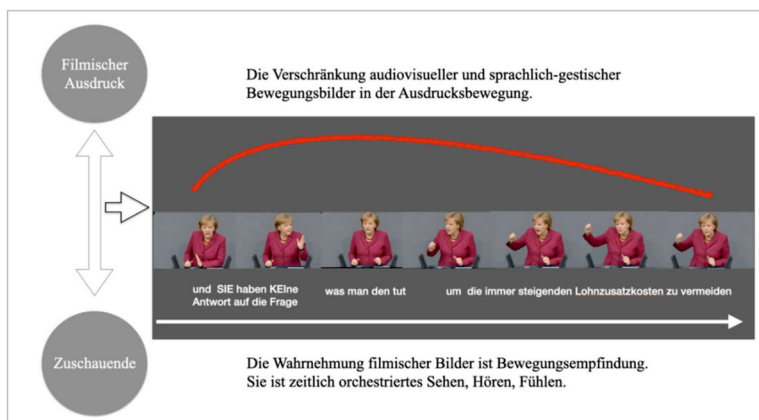 Filmischer
Ausdruck
Die Verschränkung audiovisueller und sprachlich-gestischer
Bewegungsbilder in der Ausdrucksbewegung.
und SIE haben KEIne
Antwort auf die Frage
was man den tut
um die immer steigenden Lohnzusatzkosten zu vermeiden
Zuschauende
Die Wahrnehmung filmischer Bilder ist Bewegungsempfindung.
Sie ist zeitlich orchestriertes Sehen, Hören, Fühlen.